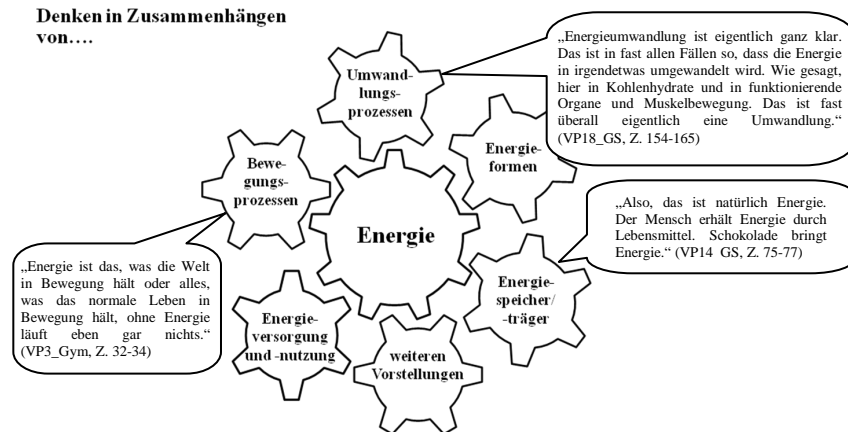 Denken in Zusammenhängen
von….
„Energieumwandlung ist eigentlich ganz klar.
Das ist in fast allen Fällen so, dass die Energie
in irgendetwas umgewandelt wird. Wie gesagt,
hier in Kohlenhydrate und in funktionierende
Organe und Muskelbewegung. Das ist fast
überall eigentlich eine Umwandlung.“
(VP18_GS, Z. 154-165)
Umwand-
lungs-
prozessen
Energie-
formen
Bewe-
gungs-
prozessen
Energie
„Also, das ist natürlich Energie.
Der Mensch erhält Energie durch
Lebensmittel. Schokolade bringt
Energie.“ (VP14 GS, Z. 75-77)
„Energie ist das, was die Welt
in Bewegung hält oder alles,
was das normale Leben in
Bewegung hält, ohne Energie
läuft eben gar nichts.“
(VP3_Gym, Z. 32-34)
Energie-
speicher/
-träger
Energie-
versorgung
und -nutzung
weiteren
Vorstellungen